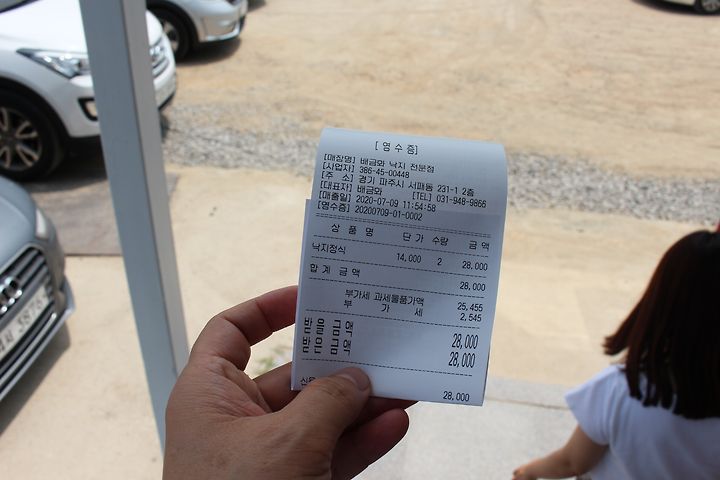 [ 영 수 증]
[매장명] 배금화 낙지 전문점
[사업자] 386-45-00448
[주 소] 경기 파주시 서패동 231-1 2층
[대표자] 배금화 [TEL] 031-948-9866
[매출일] 2020-07-09 11:54:58
[영수증] 20200709-01-0002
상 품 명 단 가 수량 금 액
낙지정식 14,000 2 28,000
합 계 금 액 28,000
부가세 과세물품가액 25,455
부 가 세 2,545
받을금액 28,000
받은금액 28,000
신용 28,000